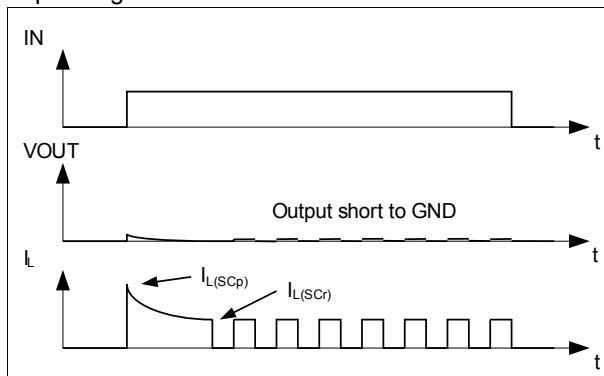 IN
t
VOUT
Output short to GND
t
IL
IL(SCp)
IL(SCr)
t